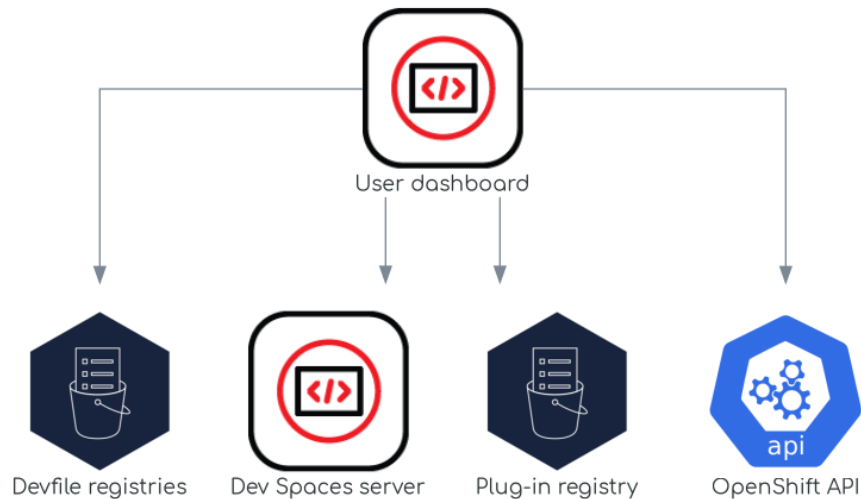 </>
User dashboard
</>
api
Devfile registries
Dev Spaces server
Plug-in registry
OpenShift API